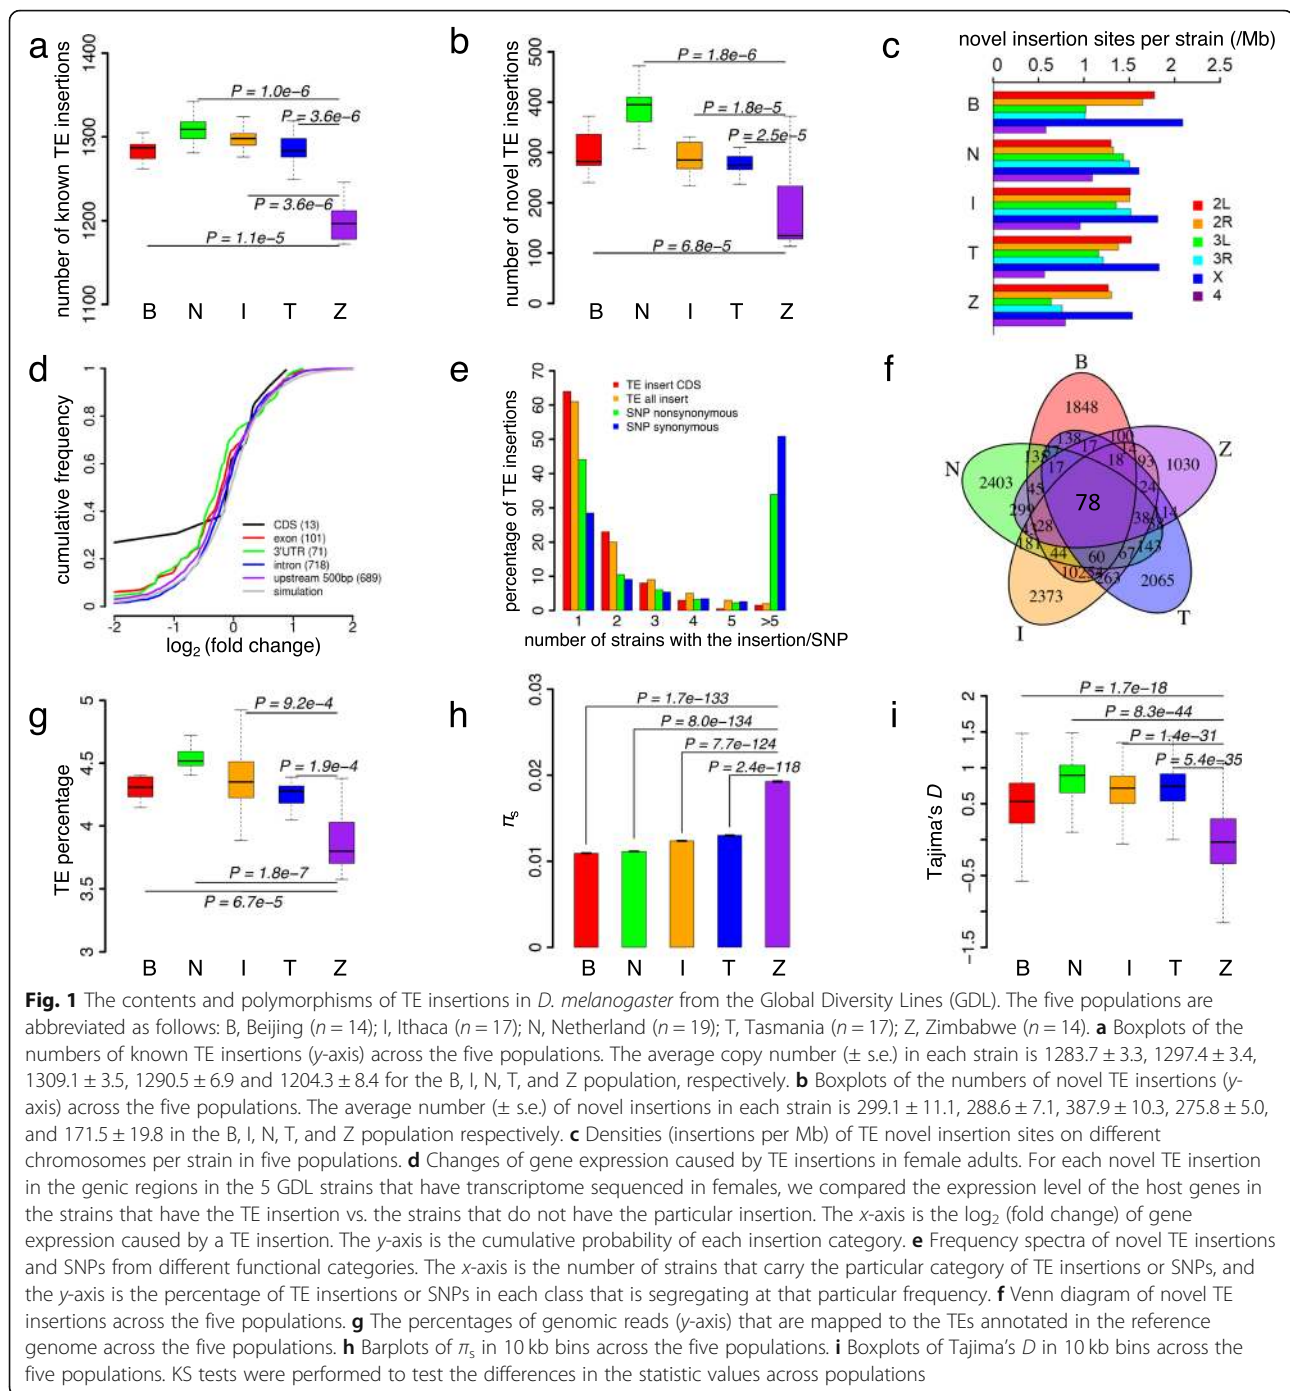 a
number of known TE insertions
1400
1300
1200
1100
P = 1.0e−6
P = 3.6e−6
P = 3.6e−6
P = 1.1e−5
B N I T Z
b
number of novel TE insertions
500
400
300
200
100
0
P = 1.8e−6
P = 1.8e−5
P = 2.5e−5
P = 6.8e−5
B N I T Z
c
novel insertion sites per strain (/Mb)
0 0.5 1 1.5 2 2.5
B
N
I
T
Z
2L
2R
3L
3R
X
4
d
cumulative frequency
1
0.8
0.6
0.4
0.2
0
CDS (13)
exon (101)
3'UTR (71)
intron (718)
upstream 500bp (689)
simulation
-2 -1 0 1 2
log2 (fold change)
e
percentage of TE insertions
70
60
50
40
30
20
10
0
TE insert CDS
TE all insert
SNP nonsynonymous
SNP synonymous
1 2 3 4 5 >5
number of strains with the insertion/SNP
f
B
1848
Z
1030
N
2403
138
17
100
93
18
17
24
45
78
114
299
38
28
181
44
60
67
143
263
2373
2065
I
T
g
TE percentage
5
4.5
4
3.5
3
P = 9.2e−4
P = 1.9e−4
P = 1.8e−7
P = 6.7e−5
B N I T Z
h
πs
0.03
0.02
0.01
0
P = 1.7e−133
P = 8.0e−134
P = 7.7e−124
P = 2.4e−118
B N I T Z
i
Tajima's D
2
1.5
1
0.5
−0.5
−1.5
P = 1.7e−18
P = 8.3e−44
P = 1.4e−31
P = 5.4e−35
B N I T Z
Fig. 1 The contents and polymorphisms of TE insertions in D. melanogaster from the Global Diversity Lines (GDL). The five populations are
abbreviated as follows: B, Beijing (n = 14); I, Ithaca (n = 17); N, Netherland (n = 19); T, Tasmania (n = 17); Z, Zimbabwe (n = 14). a Boxplots of the
numbers of known TE insertions (y-axis) across the five populations. The average copy number (± s.e.) in each strain is 1283.7 ± 3.3, 1297.4 ± 3.4,
1309.1 ± 3.5, 1290.5 ± 6.9 and 1204.3 ± 8.4 for the B, I, N, T, and Z population, respectively. b Boxplots of the numbers of novel TE insertions (y-
axis) across the five populations. The average number (± s.e.) of novel insertions in each strain is 299.1 ± 11.1, 288.6 ± 7.1, 387.9 ± 10.3, 275.8 ± 5.0,
and 171.5 ± 19.8 in the B, I, N, T, and Z population respectively. c Densities (insertions per Mb) of TE novel insertion sites on different
chromosomes per strain in five populations. d Changes of gene expression caused by TE insertions in female adults. For each novel TE insertion
in the genic regions in the 5 GDL strains that have transcriptome sequenced in females, we compared the expression level of the host genes in
the strains that have the TE insertion vs. the strains that do not have the particular insertion. The x-axis is the log2 (fold change) of gene
expression caused by a TE insertion. The y-axis is the cumulative probability of each insertion category. e Frequency spectra of novel TE insertions
and SNPs from different functional categories. The x-axis is the number of strains that carry the particular category of TE insertions or SNPs, and
the y-axis is the percentage of TE insertions or SNPs in each class that is segregating at that particular frequency. f Venn diagram of novel TE
insertions across the five populations. g The percentages of genomic reads (y-axis) that are mapped to the TEs annotated in the reference
genome across the five populations. h Barplots of πs in 10 kb bins across the five populations. i Boxplots of Tajima's D in 10 kb bins across the
five populations. KS tests were performed to test the differences in the statistic values across populations